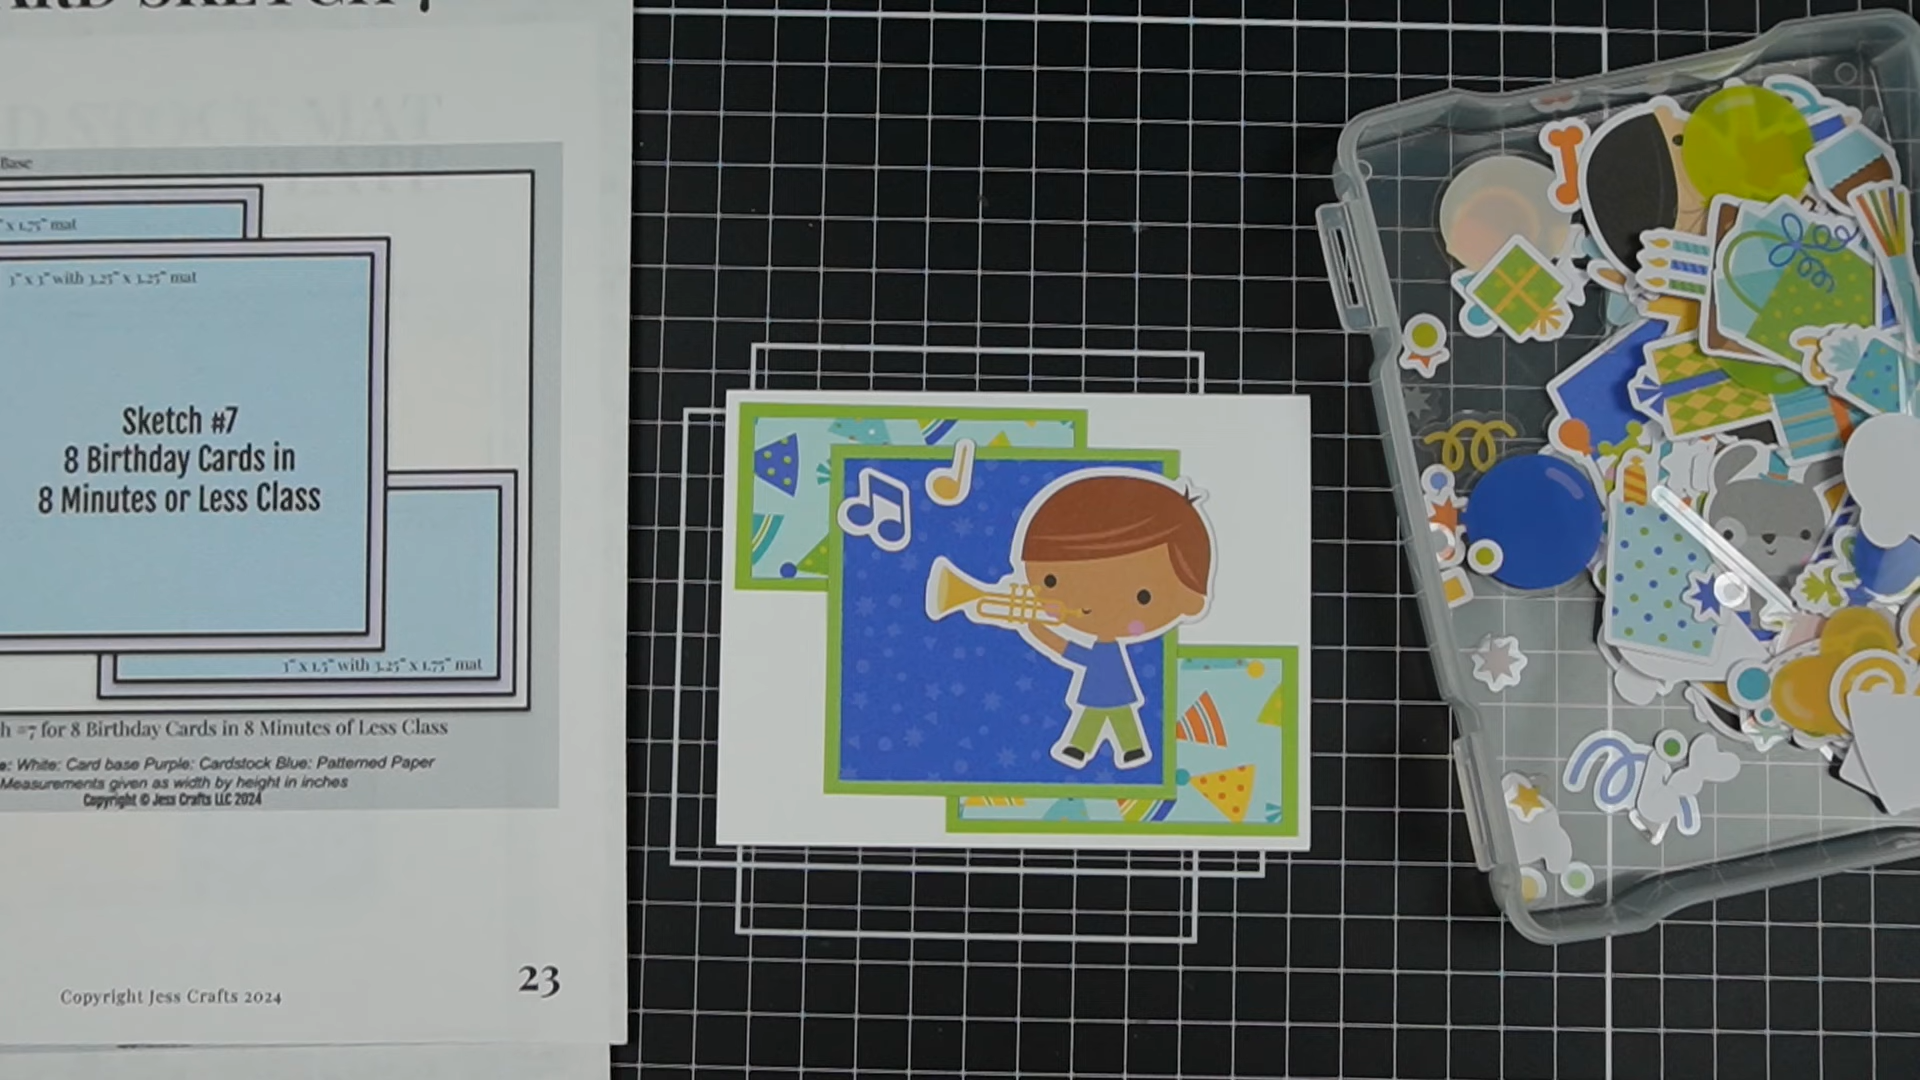 Base
x 1.75" mat
3" x 3" with 3.25" x 3.25" mat
Sketch #7
8 Birthday Cards in
8 Minutes or Less Class
3" x 1.5" with 3.25" x 1.75" mat
=7 for 8 Birthday Cards in 8 Minutes of Less Class
White: Card base Purple: Cardstock Blue: Patterned Paper
Measurements given as width by height in inches
Copyright © Jess Crafts LLC 2024
23
Copyright Jess Crafts 2024